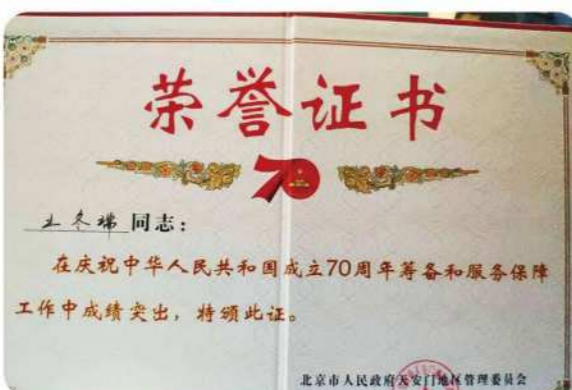 荣誉证书
70
王冬瑞 同志：
在庆祝中华人民共和国成立70周年筹备和服务保障
工作中成绩突出，特颁此证。
北京市人民政府天安门地区管理委员会